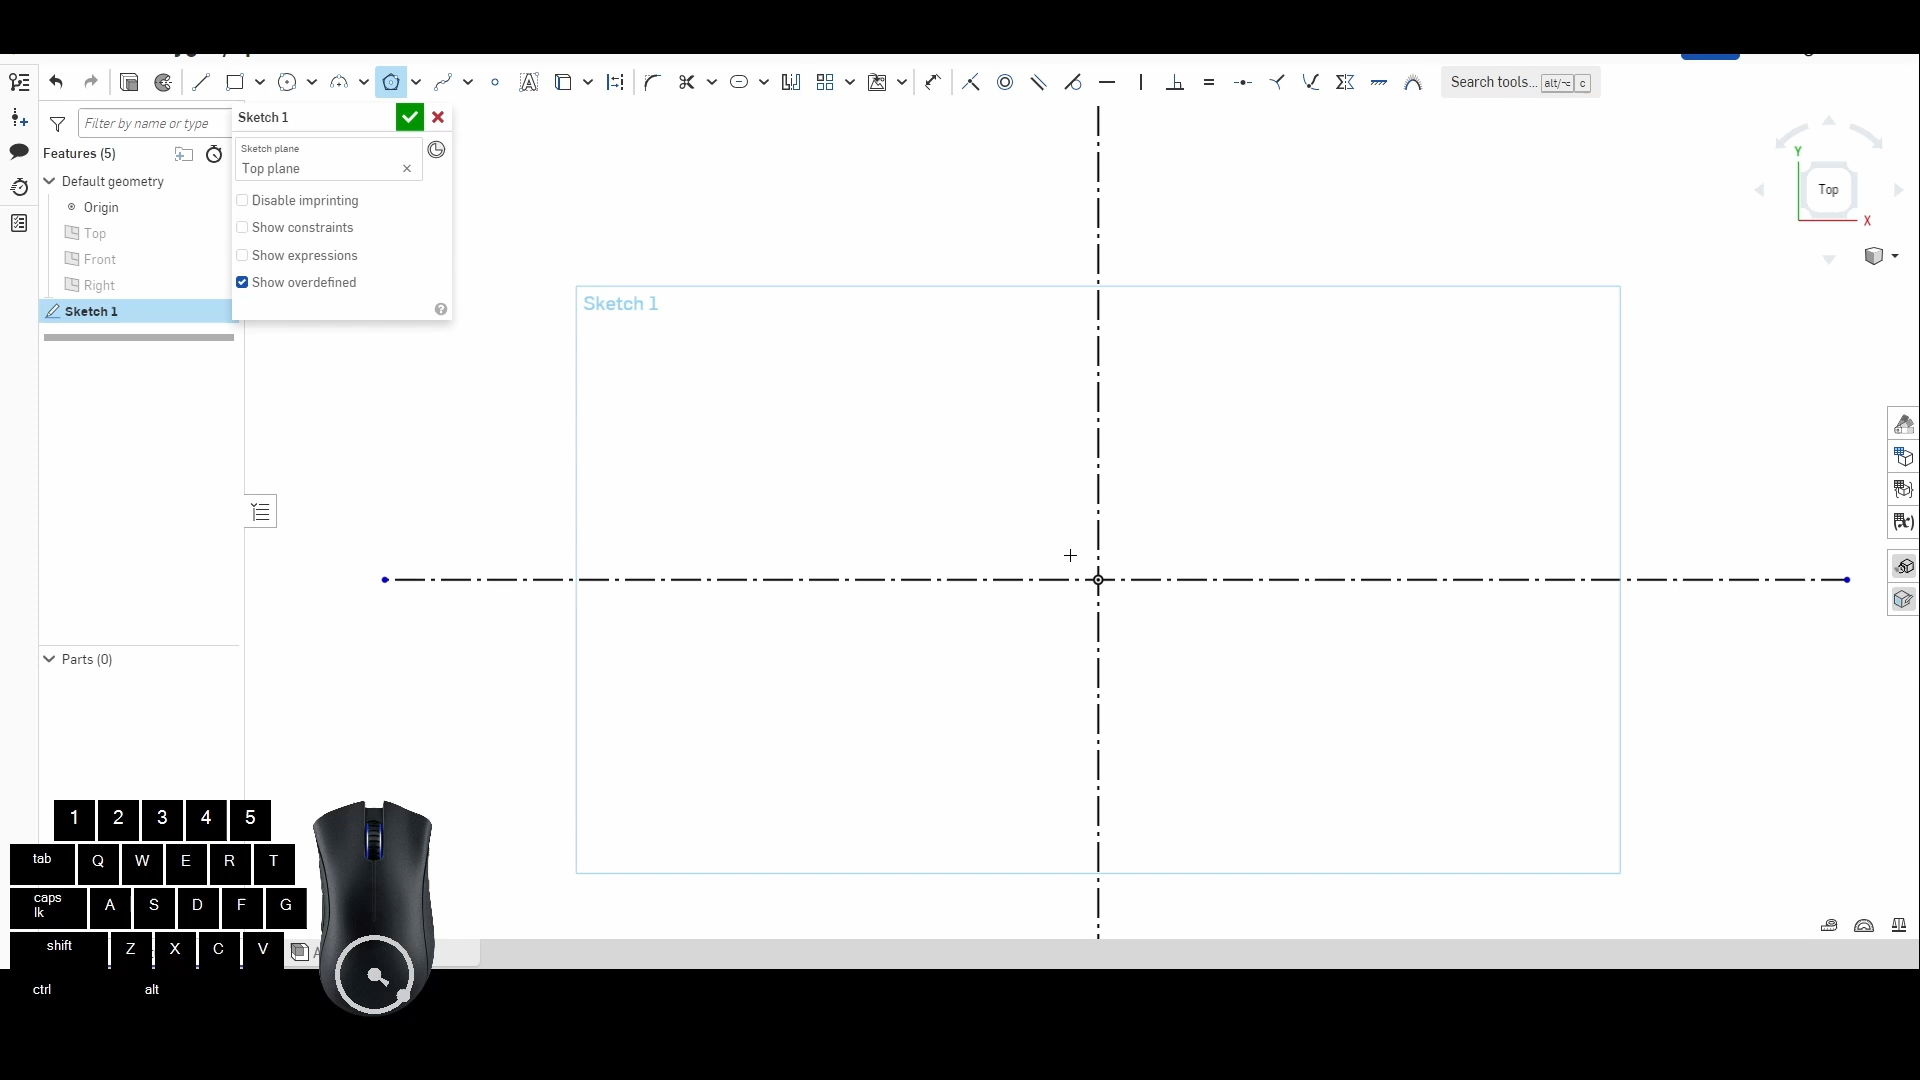 Search tools... alt/⌥ c
Sketch 1
Filter by name or type
Sketch plane
Top plane
Features (5)
Default geometry
Disable imprinting
Origin
Show constraints
Top
Show expressions
Front
Show overdefined
Right
Sketch 1
Sketch 1
Y
Top
X
Parts (0)
1 2 3 4 5
tab Q W E R T
caps lk A S D F G
shift Z X C V
ctrl alt